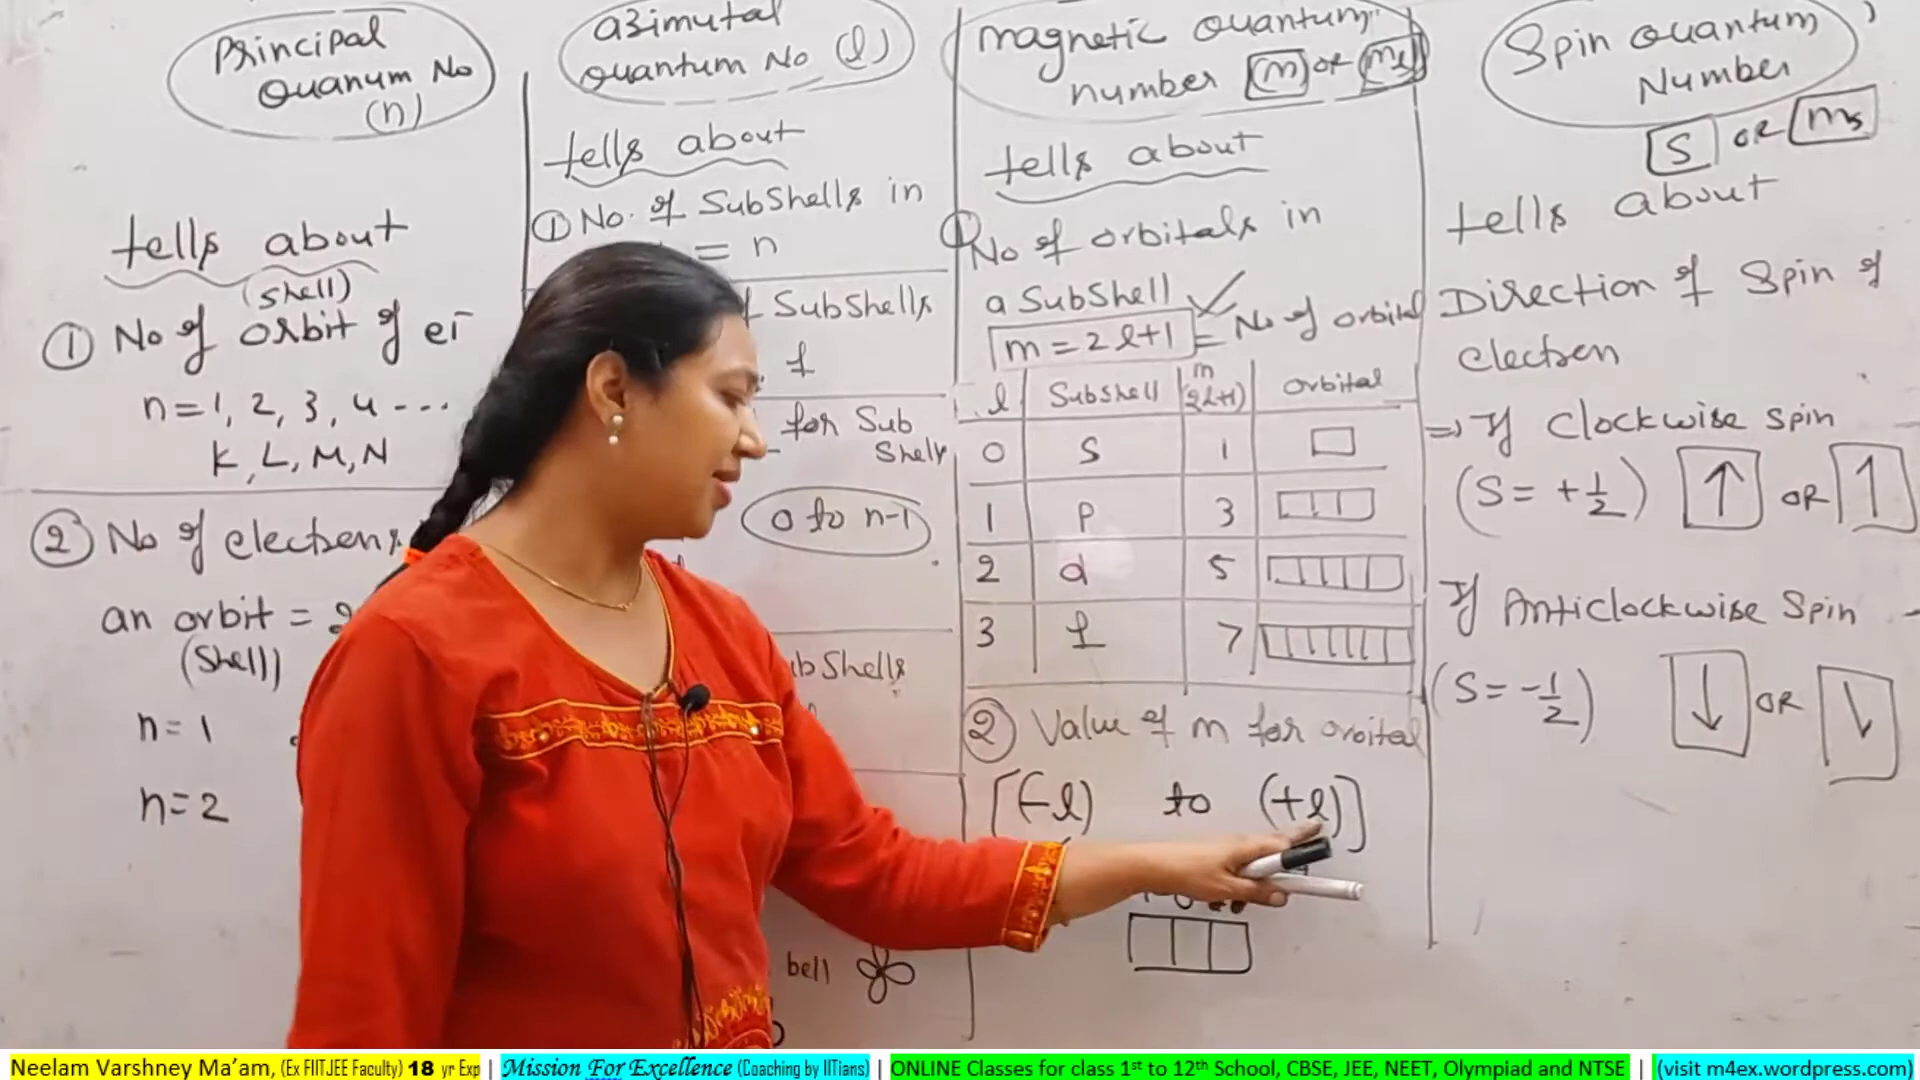 Principal
Quanum No
(n)
tells about
(shell)
① No of orbit of e⁻
n=1, 2, 3, 4 ---
K, L, M, N
② No of electrons
an orbit = 2
(Shell)
n=1
n=2
azimutal
quantum No (l)
tells about
① No. of SubShells in
= n
SubShells
f
for Sub
Shell
0 to n-1
SubShells
bell
magnetic quantum
number m or mₗ
tells about
① No of orbitals in
a SubShell
m = 2l+1 = No of orbital
l SubShell m (2l+1) orbital
0 S 1
1 p 3
2 d 5
3 f 7
② Value of m for orbital
[(-l) to (+l)]
Spin Quantum
Number
S OR ms
tells about
Direction of Spin of
electron
⇒ If Clockwise spin
(S = +1/2) ↑ OR ↿
If Anticlockwise Spin
(S = -1/2) ↓ OR ⇂
Neelam Varshney Ma’am, (Ex FIITJEE Faculty) 18 yr Exp | Mission For Excellence (Coaching by IITians) | ONLINE Classes for class 1st to 12th School, CBSE, JEE, NEET, Olympiad and NTSE | (visit m4ex.wordpress.com)